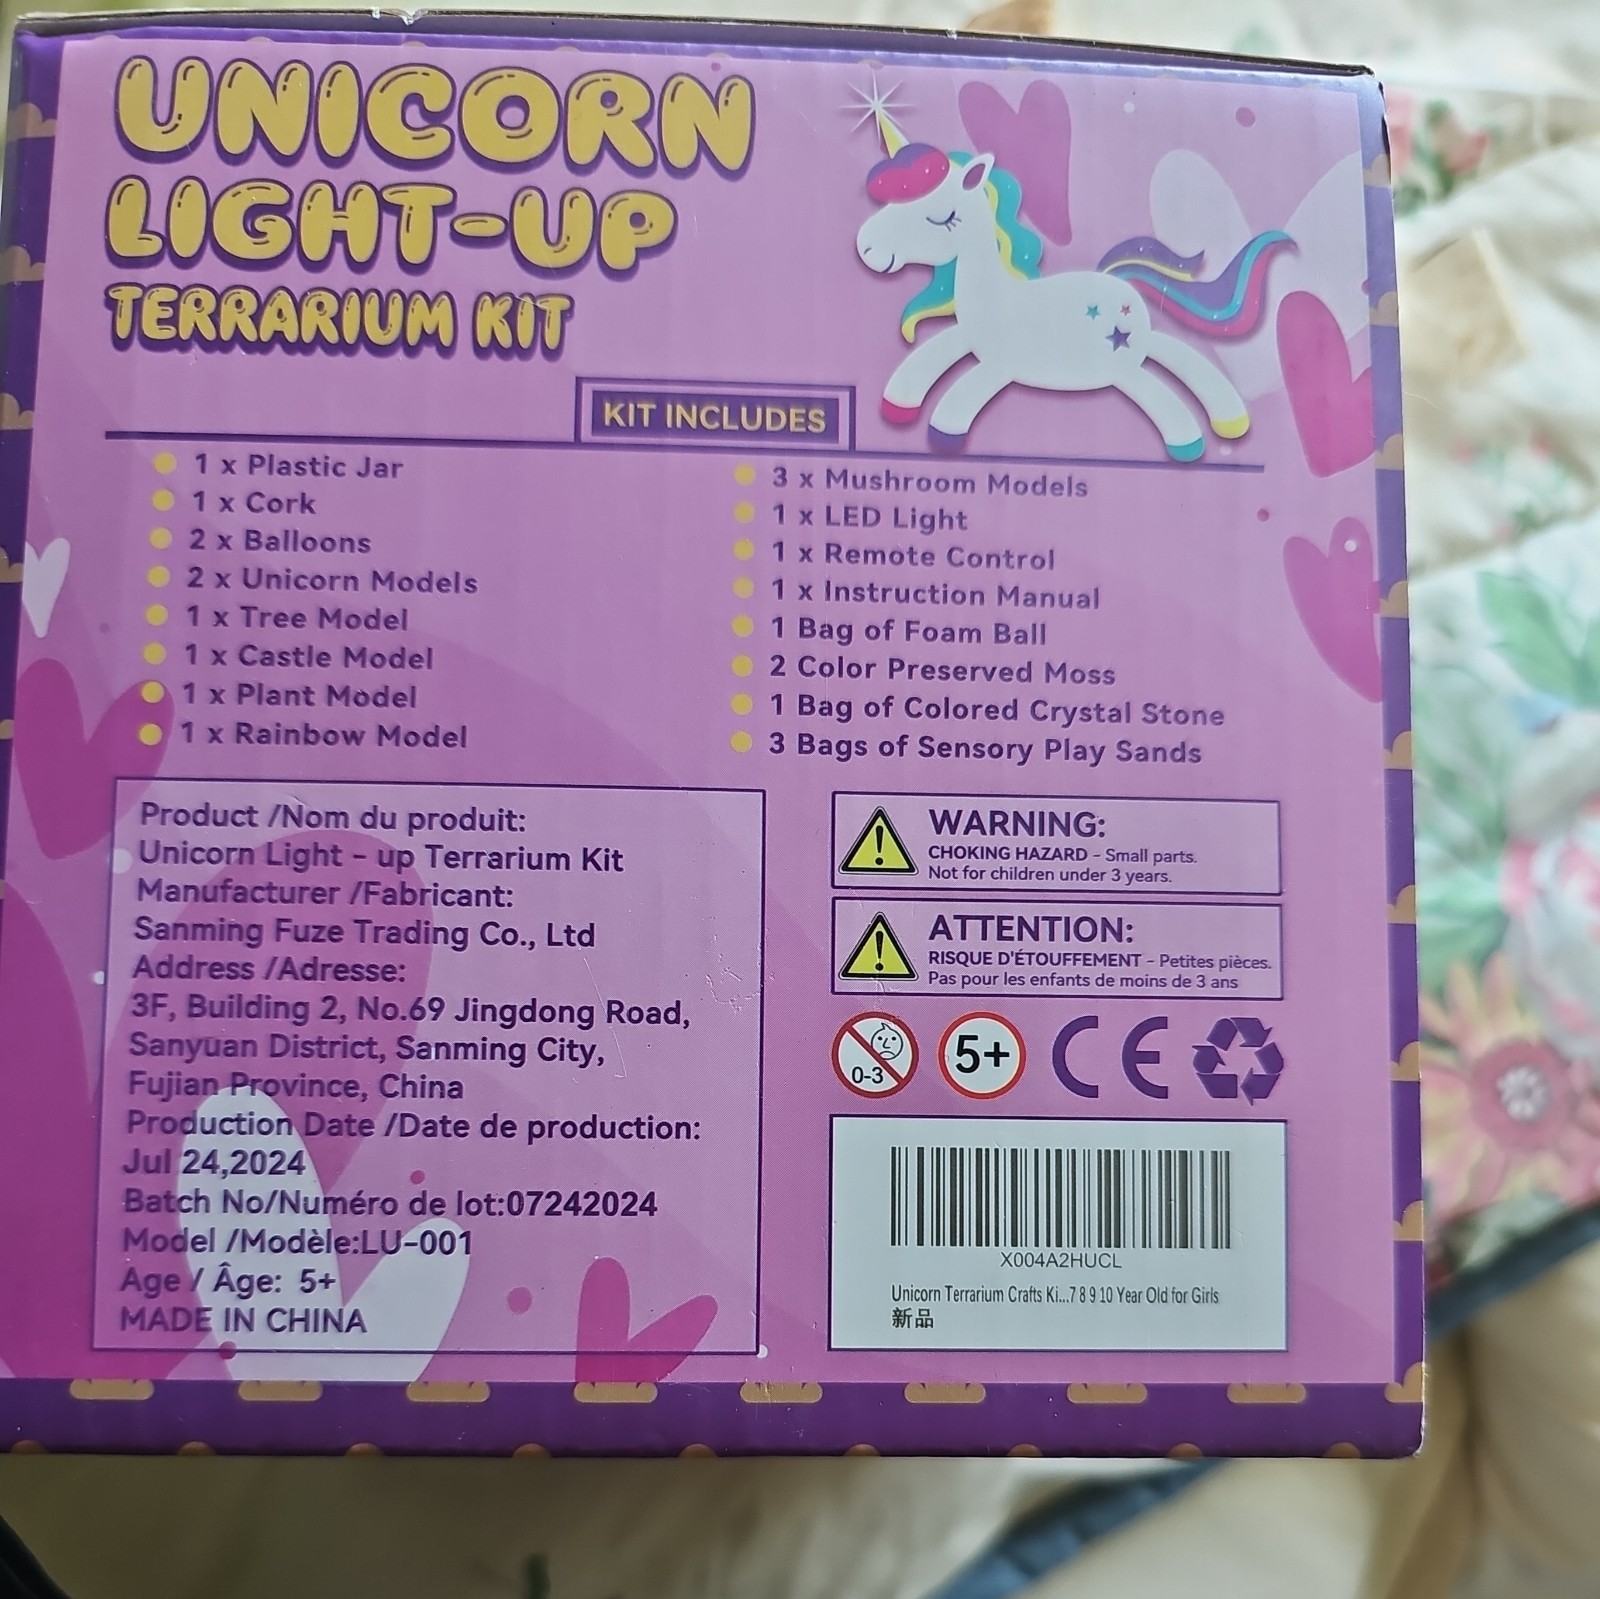 UNICORN
LIGHT-UP
TERRARIUM KIT
KIT INCLUDES
1 x Plastic Jar
1 x Cork
2 x Balloons
2 x Unicorn Models
1 x Tree Model
1 x Castle Model
1 x Plant Model
1 x Rainbow Model
3 x Mushroom Models
1 x LED Light
1 x Remote Control
1 x Instruction Manual
1 Bag of Foam Ball
2 Color Preserved Moss
1 Bag of Colored Crystal Stone
3 Bags of Sensory Play Sands
Product /Nom du produit:
Unicorn Light - up Terrarium Kit
Manufacturer /Fabricant:
Sanming Fuze Trading Co., Ltd
Address /Adresse:
3F, Building 2, No.69 Jingdong Road,
Sanyuan District, Sanming City,
Fujian Province, China
Production Date /Date de production:
Jul 24,2024
Batch No/Numéro de lot:07242024
Model /Modèle:LU-001
Age / Âge: 5+
MADE IN CHINA
WARNING:
CHOKING HAZARD - Small parts.
Not for children under 3 years.
ATTENTION:
RISQUE D'ÉTOUFFEMENT - Petites pièces.
Pas pour les enfants de moins de 3 ans
0-3
5+
CE
X004A2HUCL
Unicorn Terrarium Crafts Ki...7 8 9 10 Year Old for Girls
新品